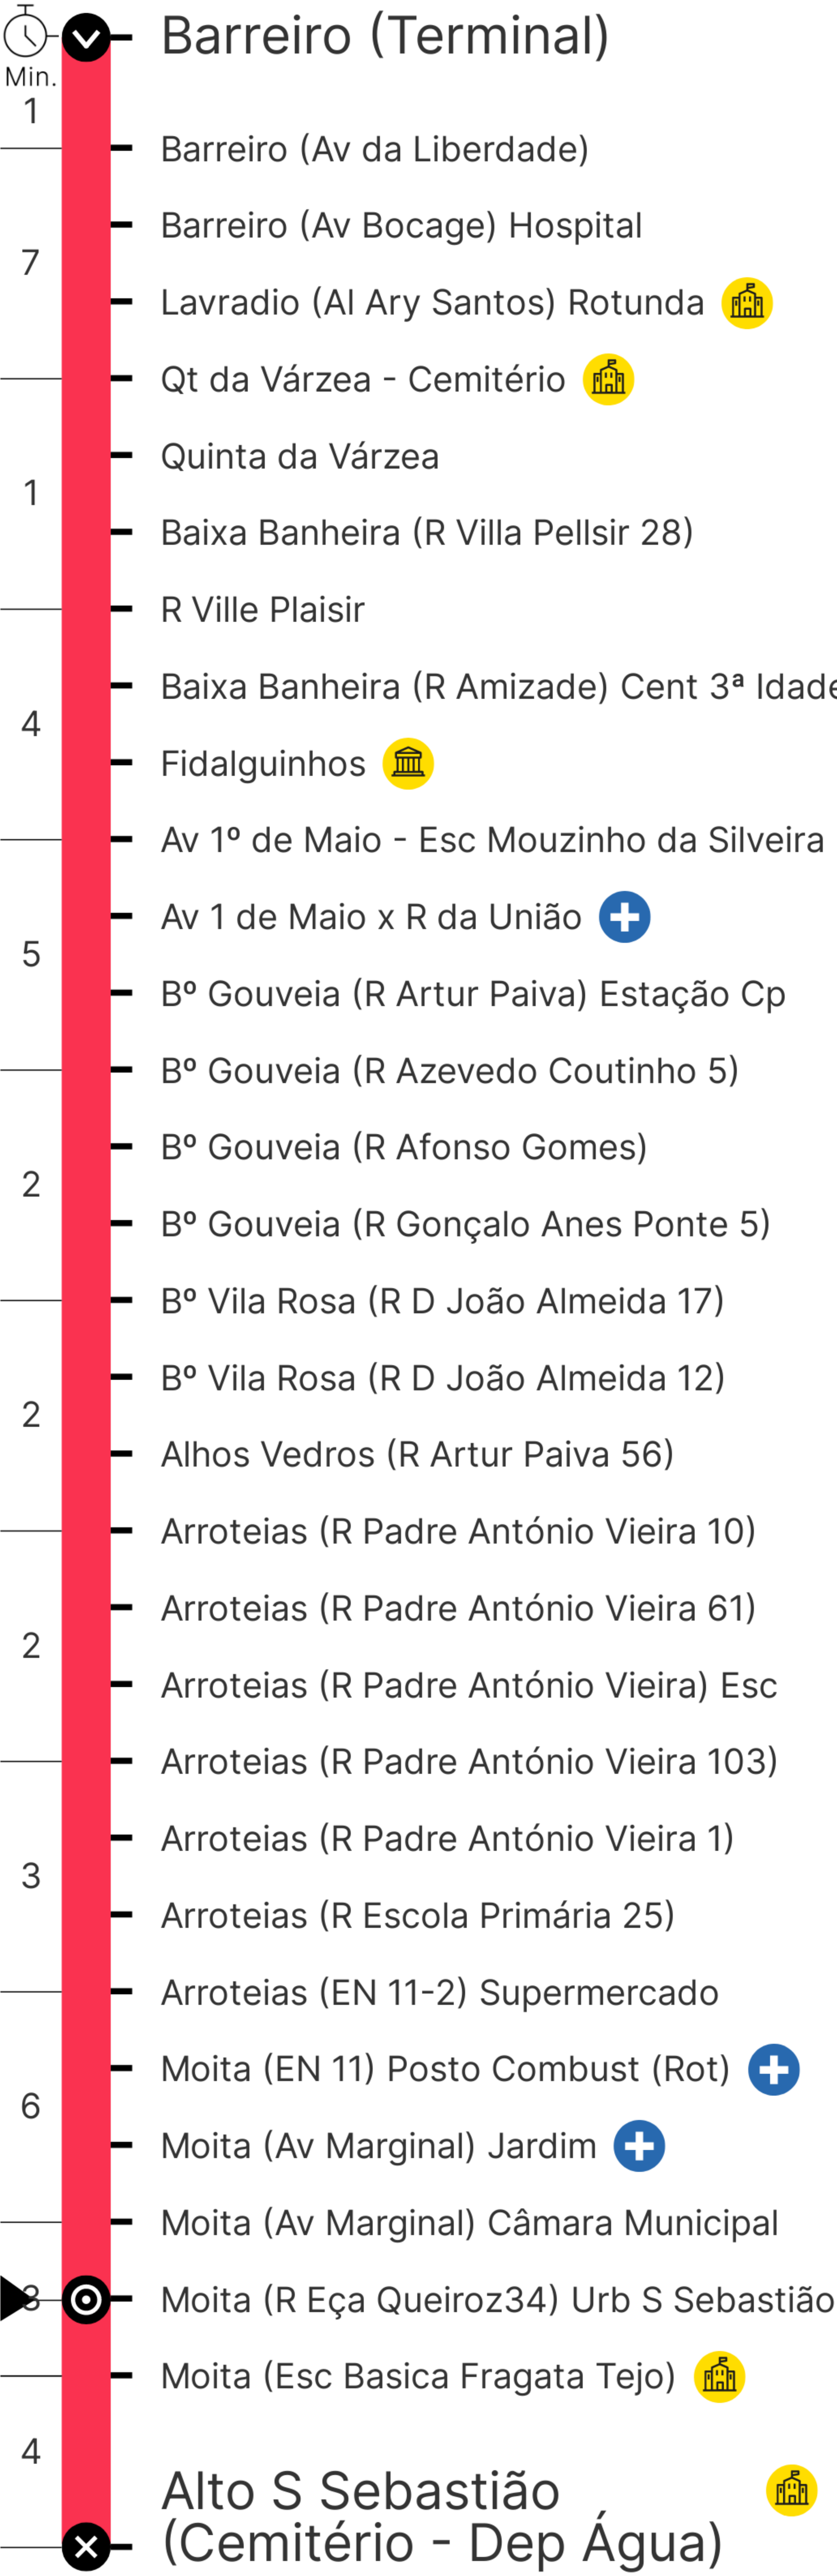 Barreiro (Terminal)
Min.
1
Barreiro (Av da Liberdade)
Barreiro (Av Bocage) Hospital
7
Lavradio (Al Ary Santos) Rotunda
Qt da Várzea - Cemitério
Quinta da Várzea
1
Baixa Banheira (R Villa Pellsir 28)
R Ville Plaisir
Baixa Banheira (R Amizade) Cent 3ª Idade
4
Fidalguinhos
Av 1º de Maio - Esc Mouzinho da Silveira
Av 1 de Maio x R da União
5
Bº Gouveia (R Artur Paiva) Estação Cp
Bº Gouveia (R Azevedo Coutinho 5)
Bº Gouveia (R Afonso Gomes)
2
Bº Gouveia (R Gonçalo Anes Ponte 5)
Bº Vila Rosa (R D João Almeida 17)
Bº Vila Rosa (R D João Almeida 12)
2
Alhos Vedros (R Artur Paiva 56)
Arroteias (R Padre António Vieira 10)
Arroteias (R Padre António Vieira 61)
2
Arroteias (R Padre António Vieira) Esc
Arroteias (R Padre António Vieira 103)
Arroteias (R Padre António Vieira 1)
3
Arroteias (R Escola Primária 25)
Arroteias (EN 11-2) Supermercado
Moita (EN 11) Posto Combust (Rot)
6
Moita (Av Marginal) Jardim
Moita (Av Marginal) Câmara Municipal
3
Moita (R Eça Queiroz34) Urb S Sebastião
Moita (Esc Basica Fragata Tejo)
4
Alto S Sebastião
(Cemitério - Dep Água)